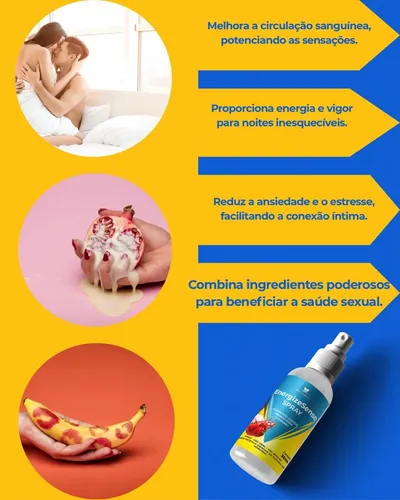 Melhora a circulação sanguínea,
potenciando as sensações.
Proporciona energia e vigor
para noites inesquecíveis.
Reduz a ansiedade e o estresse,
facilitando a conexão íntima.
Combina ingredientes poderosos
para beneficiar a saúde sexual.
EnergizeSense
SPRAY